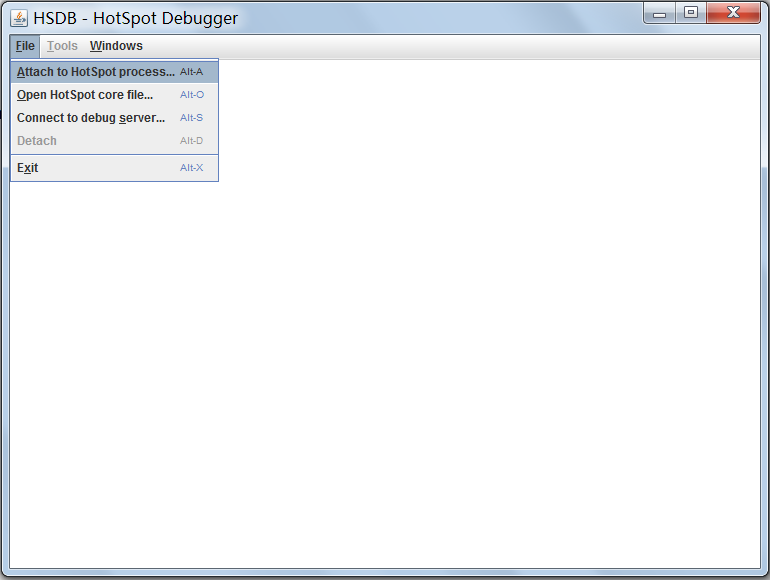 HSDB - HotSpot Debugger
File Tools Windows
Attach to HotSpot process... Alt-A
Open HotSpot core file... Alt-O
Connect to debug server... Alt-S
Detach Alt-D
Exit Alt-X